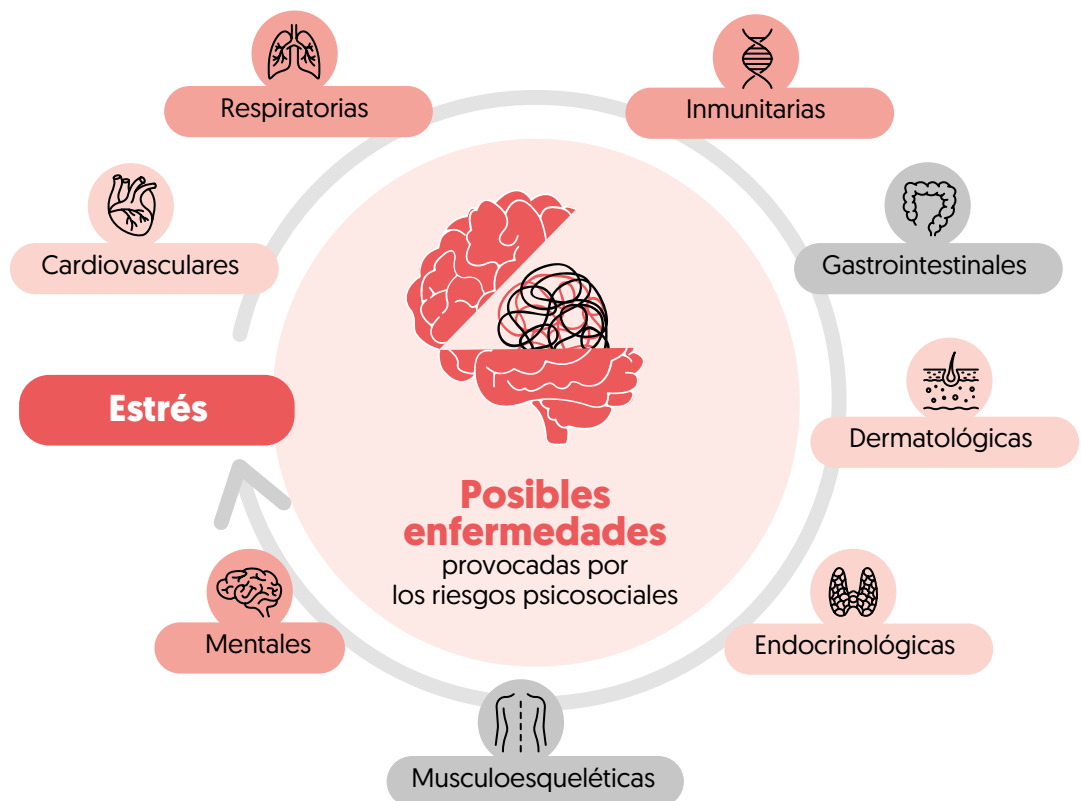 Respiratorias
Inmunitarias
Cardiovasculares
Gastrointestinales
Estrés
Dermatológicas
Posibles
enfermedades
provocadas por
los riesgos psicosociales
Mentales
Endocrinológicas
Musculoesqueléticas